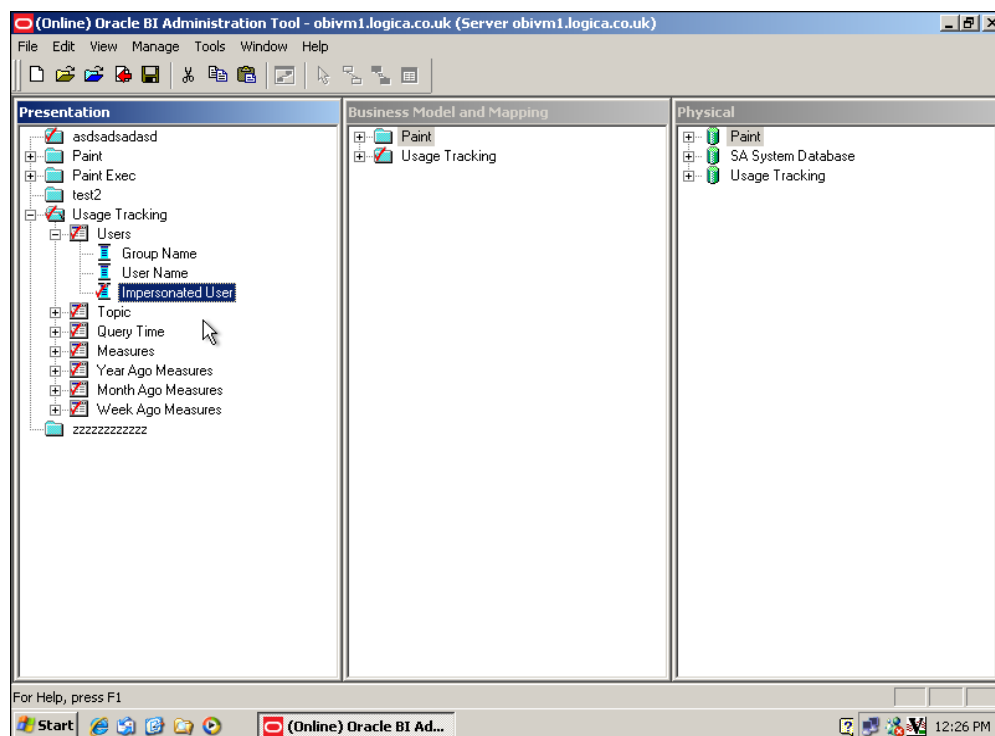 (Online) Oracle BI Administration Tool - obivm1.logica.co.uk (Server obivm1.logica.co.uk)
File Edit View Manage Tools Window Help
Presentation
asdsadsadasd
Paint
Paint Exec
test2
Usage Tracking
Users
Group Name
User Name
Impersonated User
Topic
Query Time
Measures
Year Ago Measures
Month Ago Measures
Week Ago Measures
zzzzzzzzzzzz
Business Model and Mapping
Paint
Usage Tracking
Physical
Paint
SA System Database
Usage Tracking
For Help, press F1
Start
(Online) Oracle BI Ad...
12:26 PM